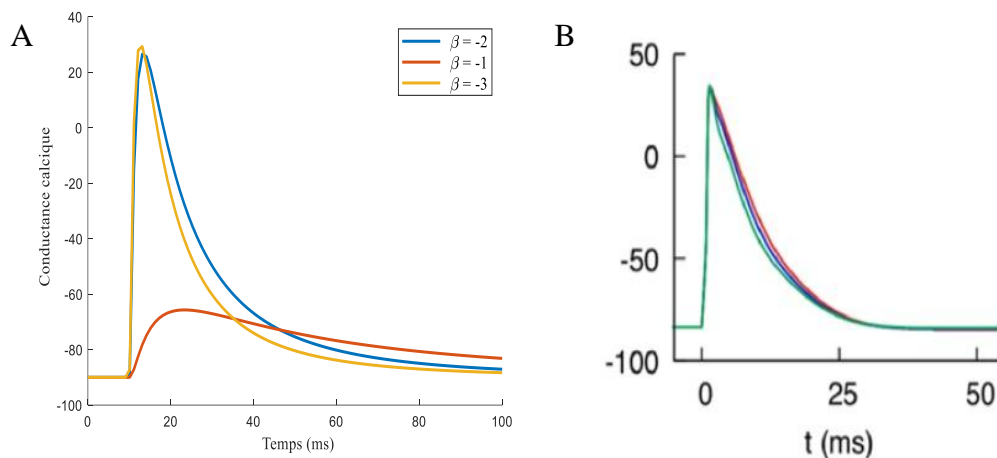 A
40
20
0
-20
-40
-60
-80
-100
Conductance calcique
0 20 40 60 80 100
Temps (ms)
β = -2
β = -1
β = -3
B
50
0
-50
-100
0 25 50
t (ms)